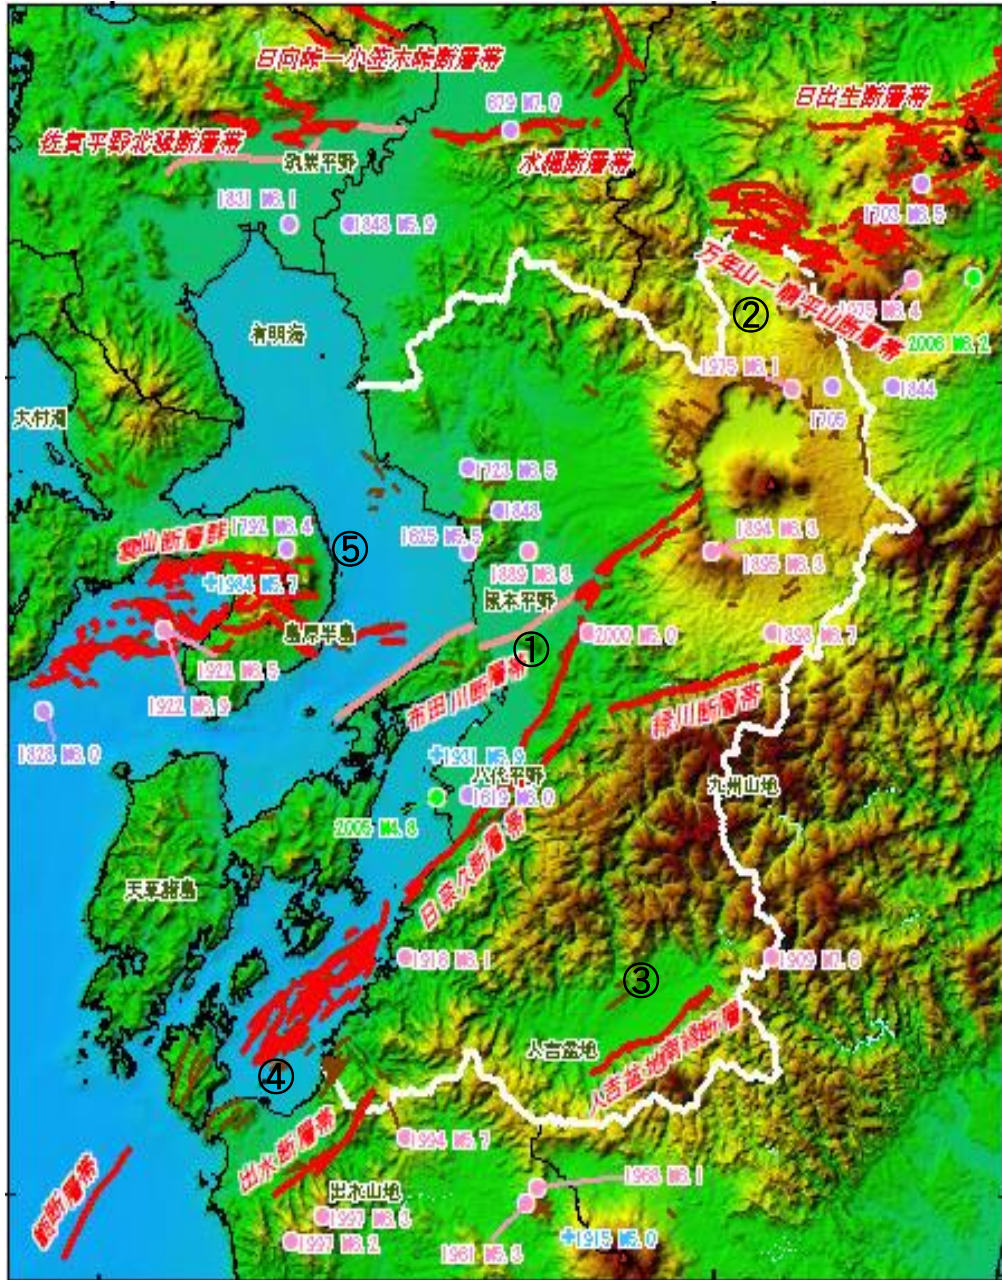 日向峠－小笠木峠断層帯
日出生断層帯
679 M7.0
佐賀平野北縁断層帯
筑紫平野
水縄断層帯
1831 M6.1
1848 M5.9
1703 M6.5
万年山－崩平山断層帯
有明海
②
2006 M6.2
1975 M6.1
1844
1705
大村湾
1723 M6.5
1848
1792 M6.4
⑤
1625 M5.5
1894 M6.3
雲仙断層群
1889 M6.3
1895 M6.3
1984 M5.7
熊本平野
島原半島
2000 M5.0
1898 M6.7
①
1922 M6.5
布田川断層帯
緑川断層帯
1922 M6.9
1828 M6.0
1931 M5.9
八代平野
九州山地
1619 M6.0
2005 M4.8
天草諸島
日奈久断層帯
1916 M6.1
1909 M7.6
③
人吉盆地
人吉盆地南縁断層
④
出水断層帯
1994 M5.7
1968 M6.1
出水山地
1997 M6.3
1997 M6.2
1961 M5.3
1915 M5.0